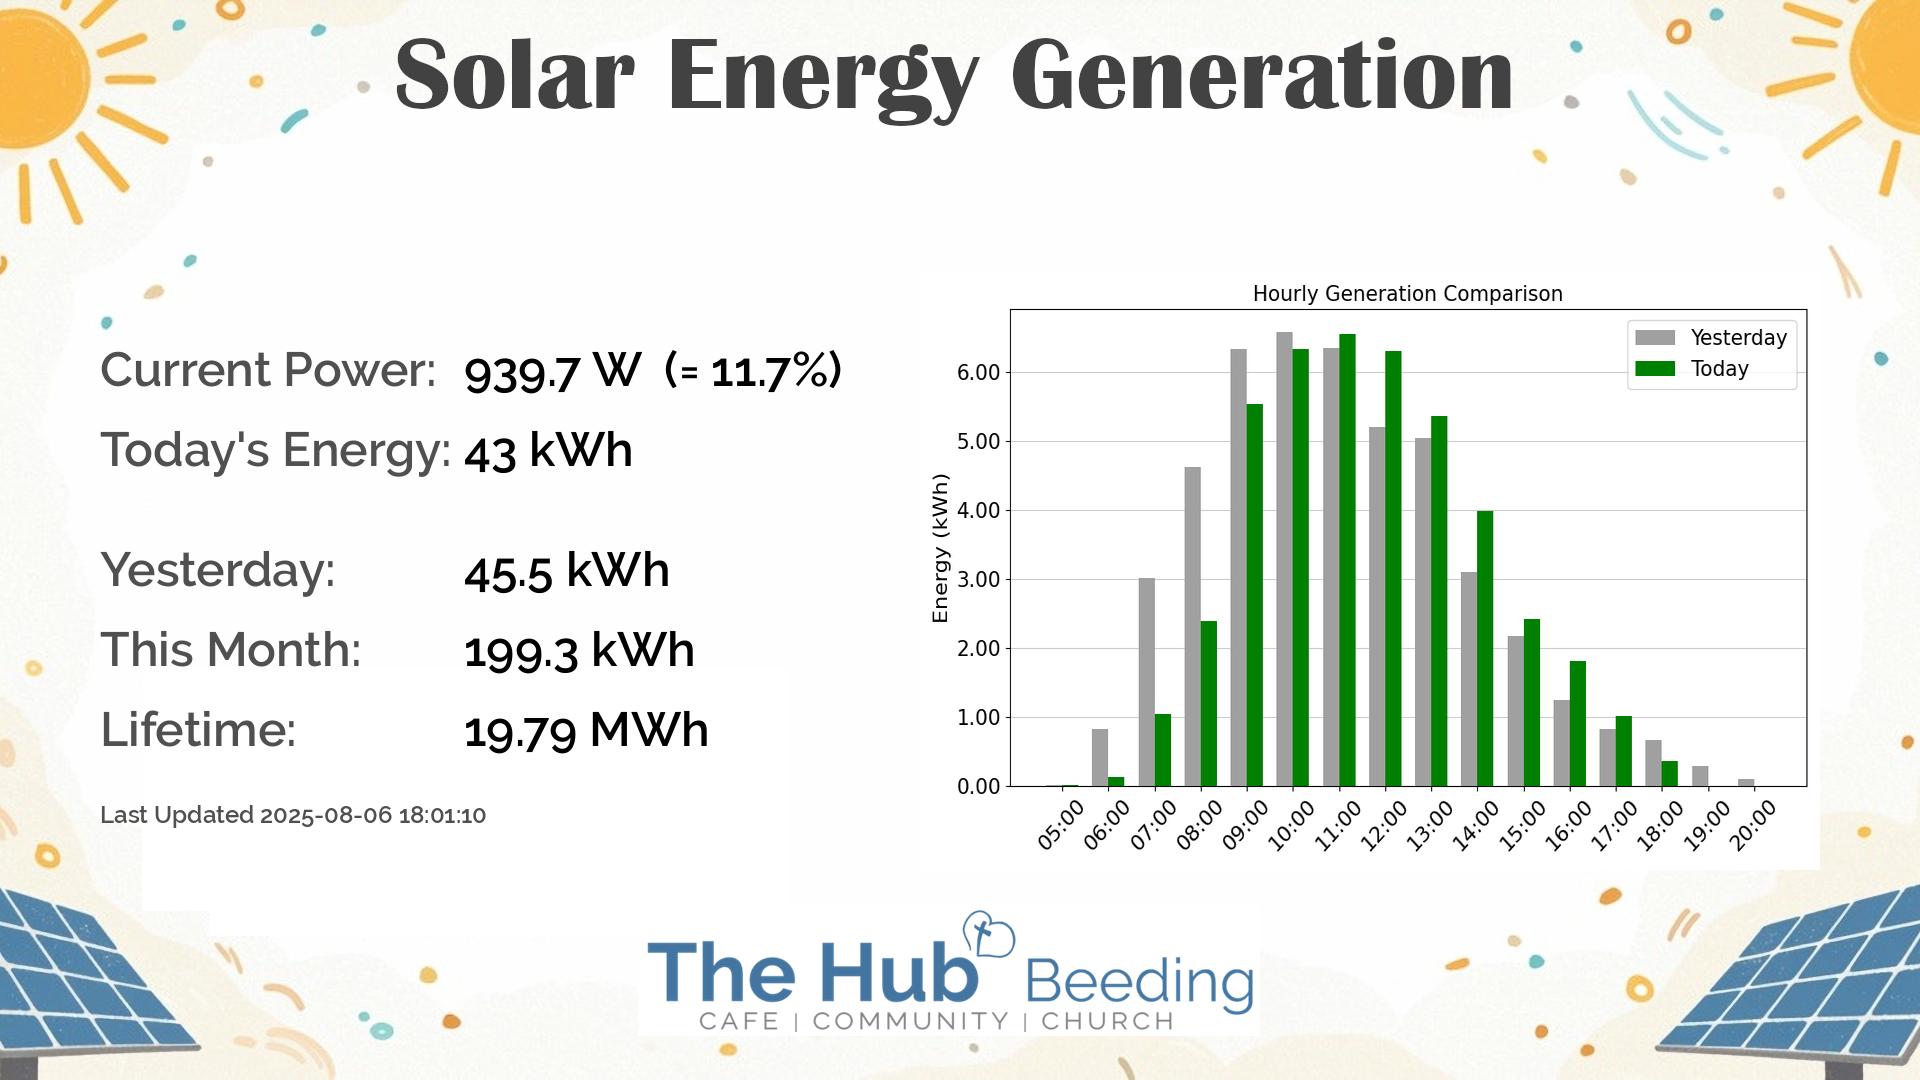 Solar Energy Generation
Current Power: 939.7 W (= 11.7%)
Today's Energy: 43 kWh
Yesterday: 45.5 kWh
This Month: 199.3 kWh
Lifetime: 19.79 MWh
Last Updated 2025-08-06 18:01:10
Hourly Generation Comparison
Yesterday
Today
Energy (kWh)
6.00
5.00
4.00
3.00
2.00
1.00
0.00
05:00 06:00 07:00 08:00 09:00 10:00 11:00 12:00 13:00 14:00 15:00 16:00 17:00 18:00 19:00 20:00
The Hub Beeding
CAFE | COMMUNITY | CHURCH